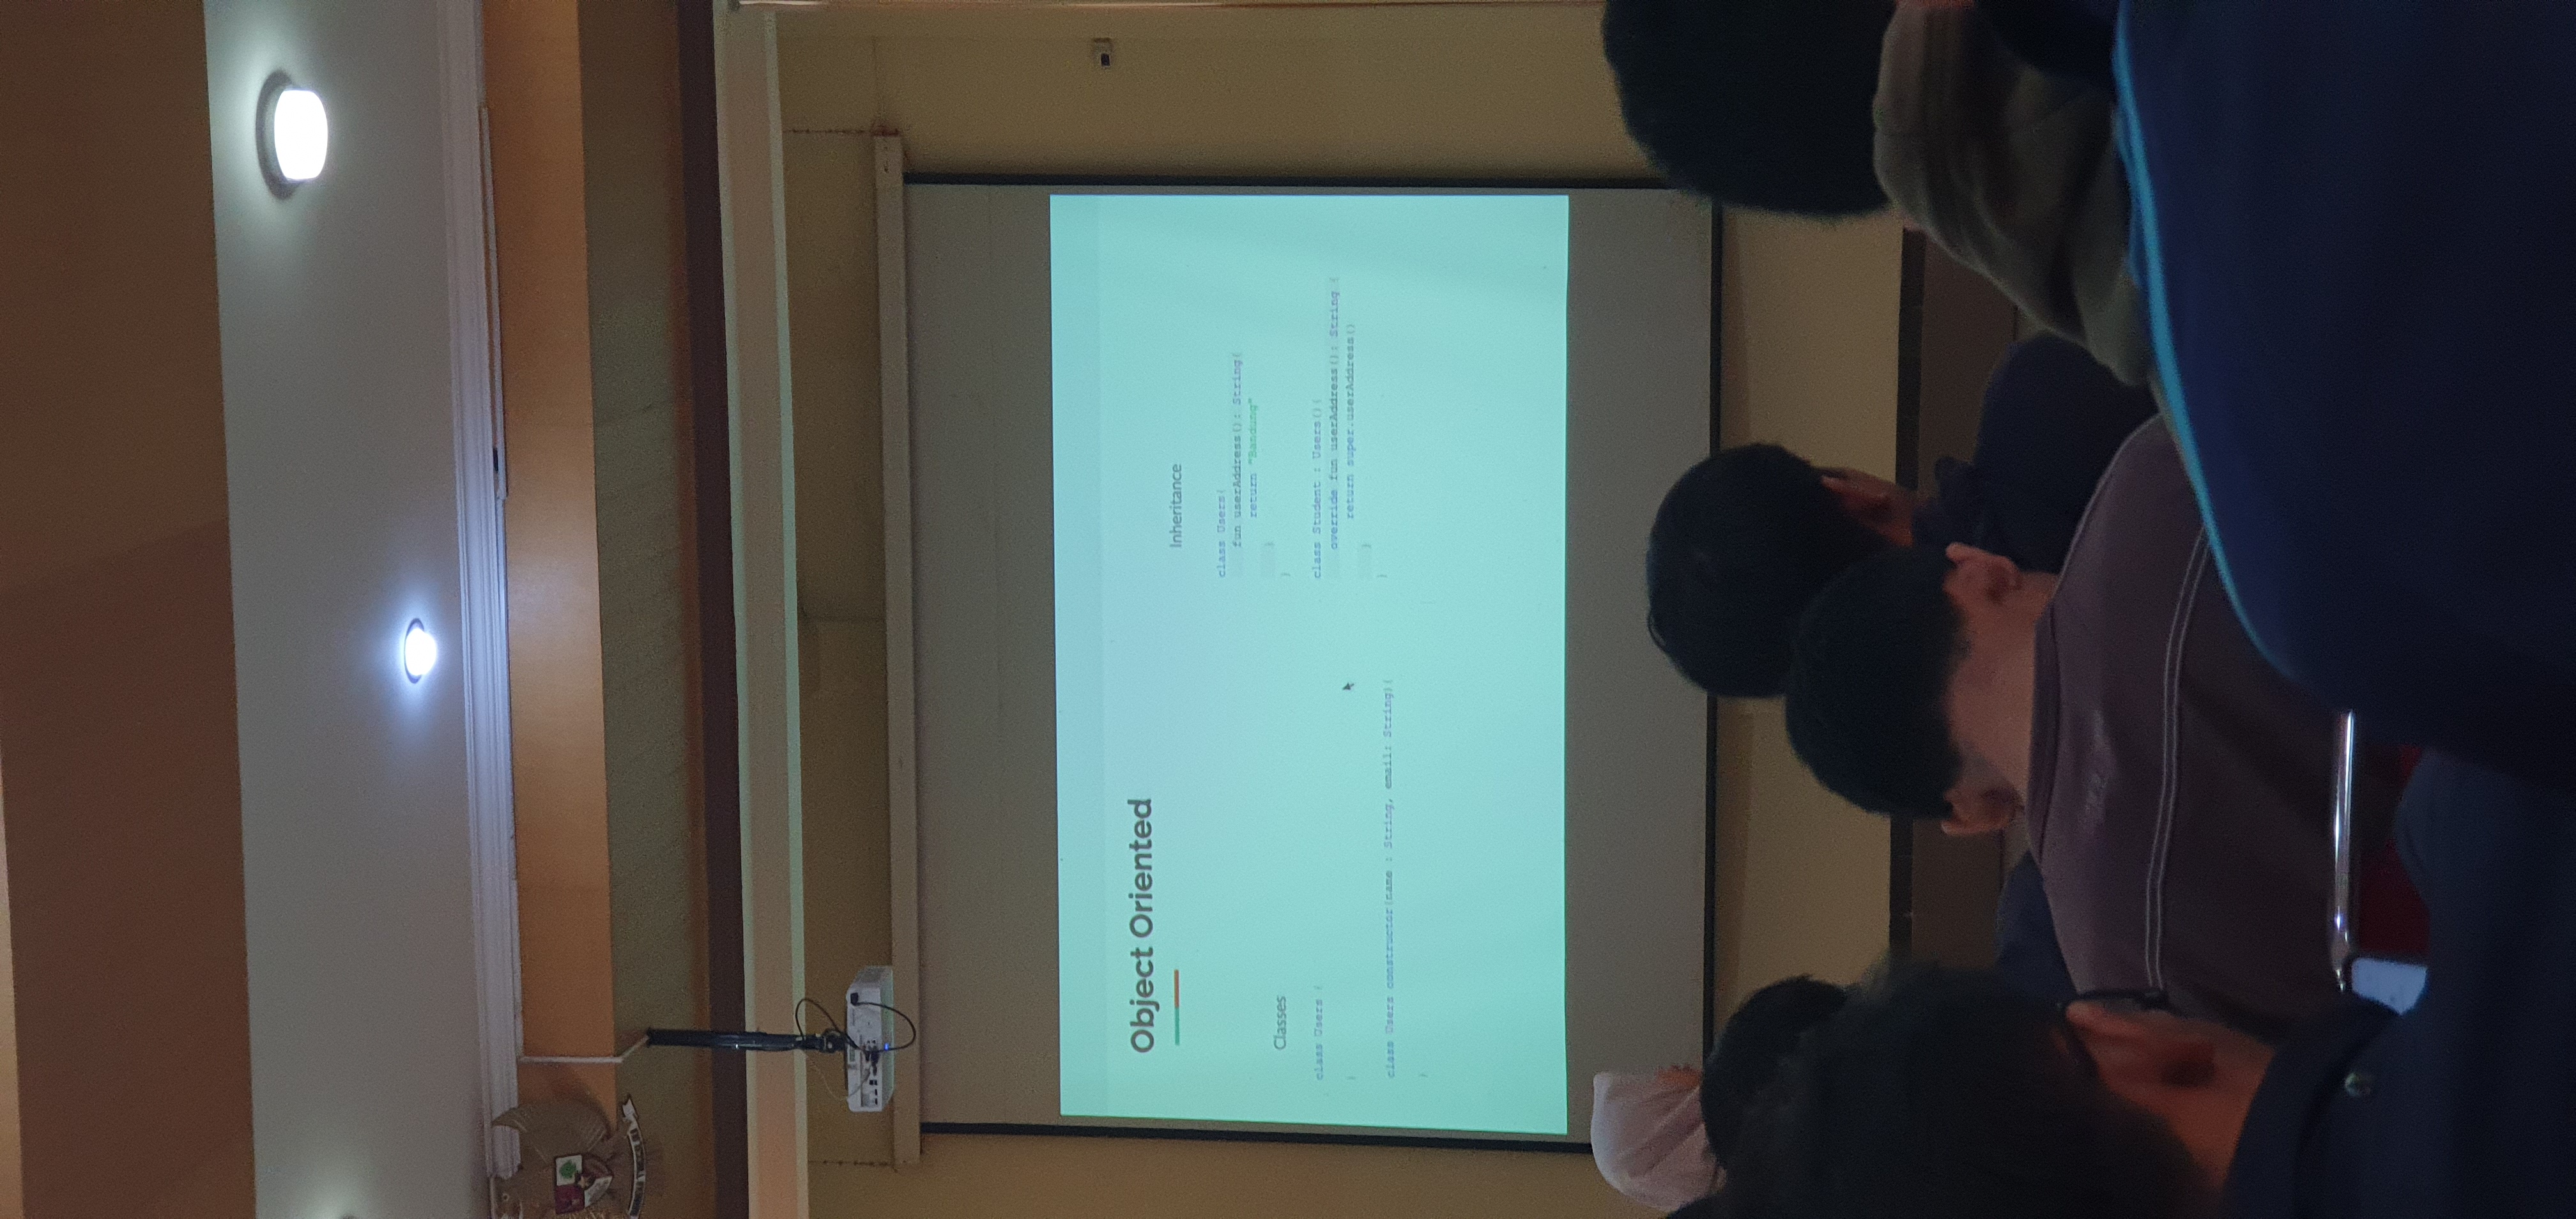 Object Oriented
Classes
class Users {
}
class Users constructor(name : String, email: String){
}
Inheritance
class Users{
fun userAddress(): String{
return "Bandung"
}
}
class Student : Users(){
override fun userAddress(): String {
return super.userAddress()
}
}